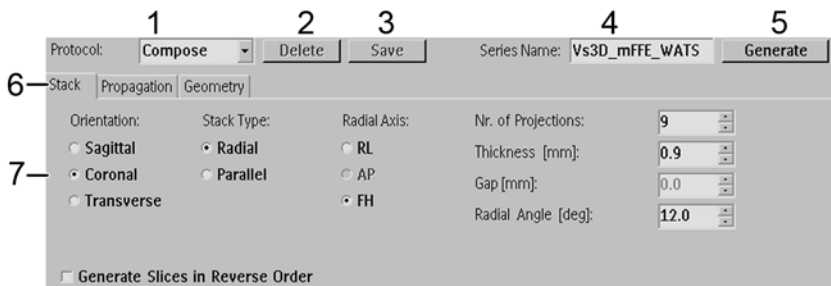 1 2 3 4 5
Protocol: Compose Delete Save Series Name: Vs3D_mFFE_WATS Generate
6 Stack Propagation Geometry
Orientation: Stack Type: Radial Axis: Nr. of Projections: 9
Sagittal Radial RL Thickness [mm]: 0.9
7 Coronal Parallel AP Gap [mm]: 0.0
Transverse FH Radial Angle [deg]: 12.0
Generate Slices in Reverse Order